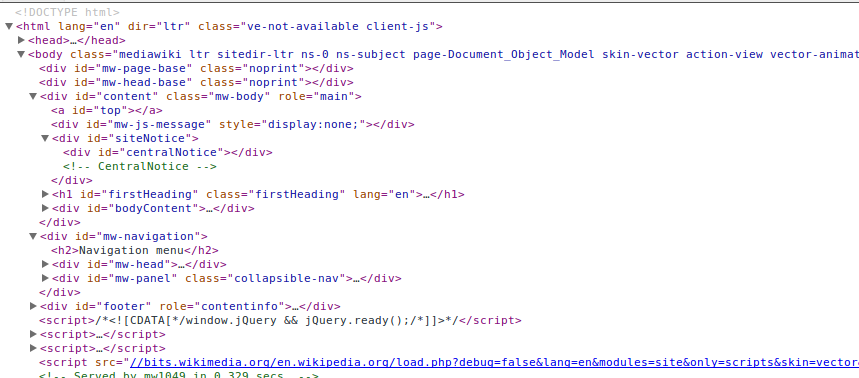 <!DOCTYPE html>
<html lang="en" dir="ltr" class="ve-not-available client-js">
<head>…</head>
<body class="mediawiki ltr sitedir-ltr ns-0 ns-subject page-Document_Object_Model skin-vector action-view vector-animat
<div id="mw-page-base" class="noprint"></div>
<div id="mw-head-base" class="noprint"></div>
<div id="content" class="mw-body" role="main">
<a id="top"></a>
<div id="mw-js-message" style="display:none;"></div>
<div id="siteNotice">
<div id="centralNotice"></div>
<!-- CentralNotice -->
</div>
<h1 id="firstHeading" class="firstHeading" lang="en">…</h1>
<div id="bodyContent">…</div>
</div>
<div id="mw-navigation">
<h2>Navigation menu</h2>
<div id="mw-head">…</div>
<div id="mw-panel" class="collapsible-nav">…</div>
</div>
<div id="footer" role="contentinfo">…</div>
<script>/*<![CDATA[*/window.jQuery && jQuery.ready();/*]]>*/</script>
<script>…</script>
<script>…</script>
<script src="//bits.wikimedia.org/en.wikipedia.org/load.php?debug=false&lang=en&modules=site&only=scripts&skin=vector
<!-- Served by mw1049 in 0.329 secs. -->